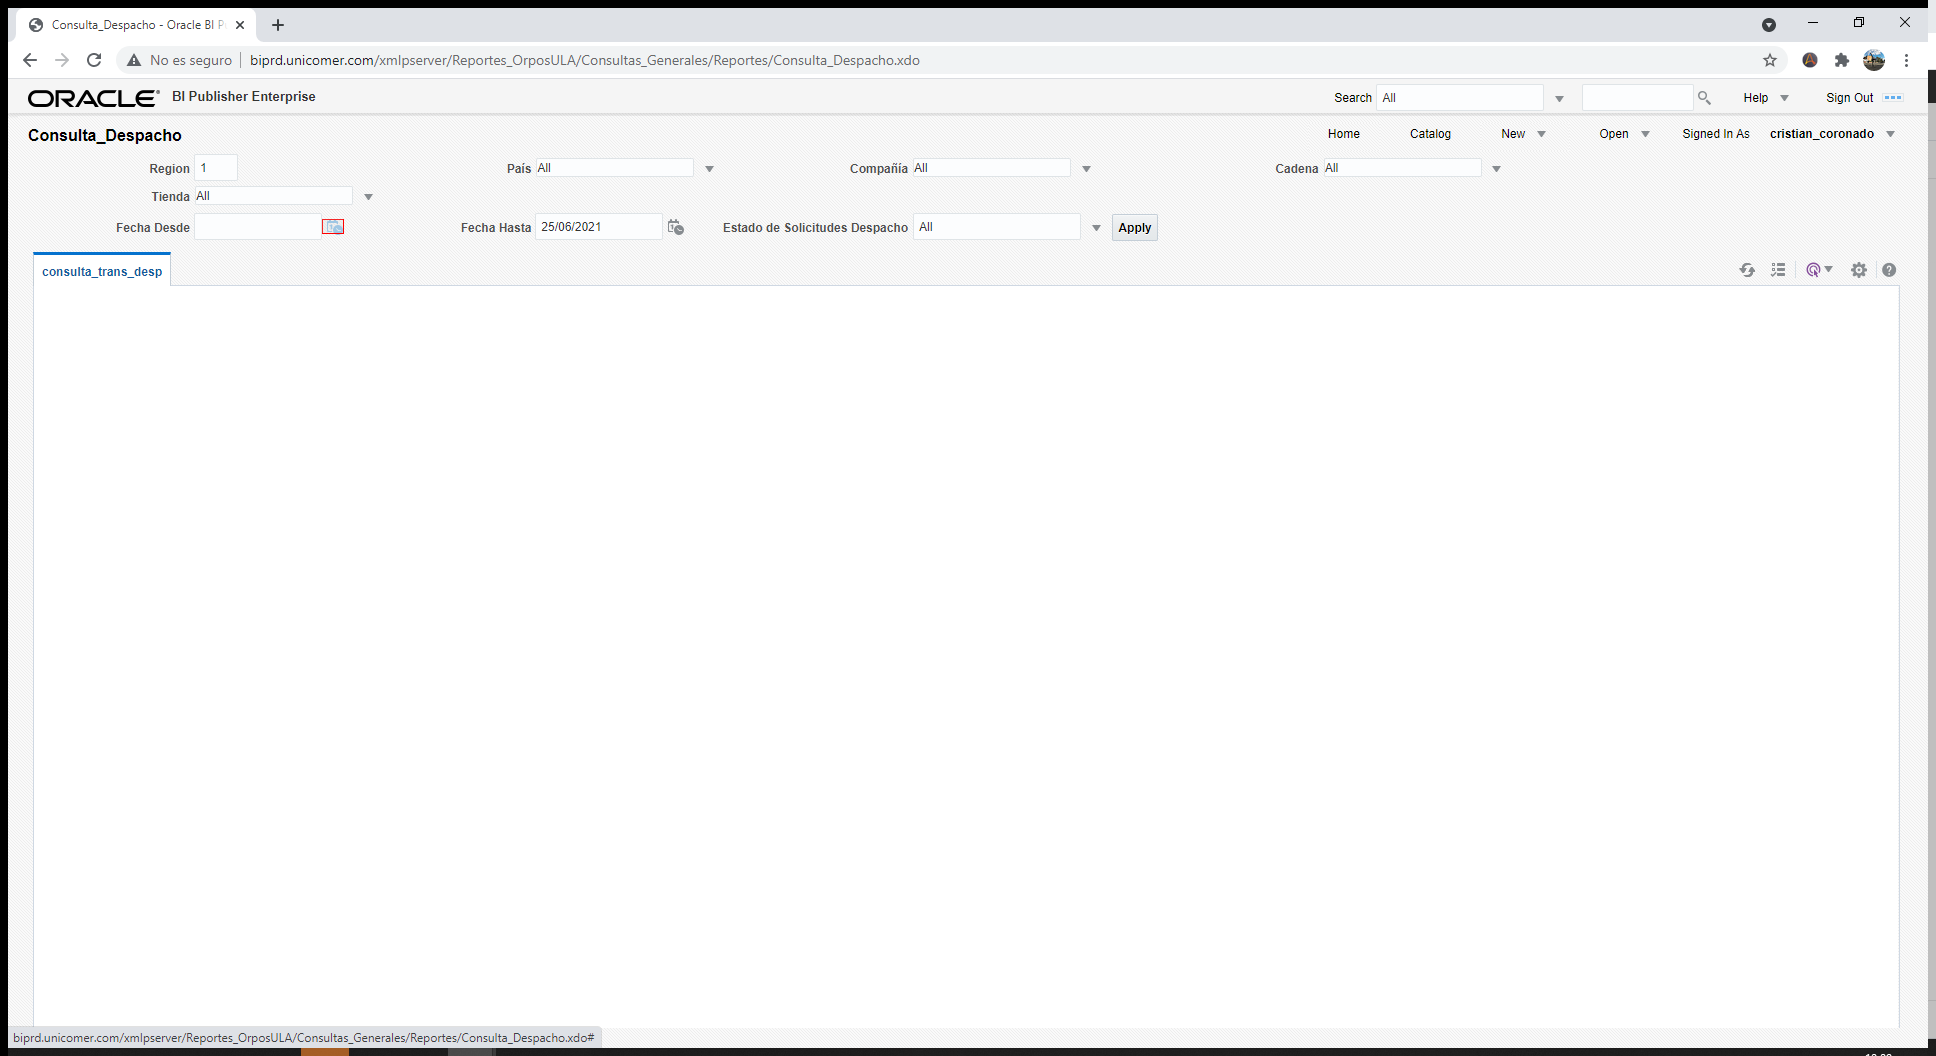 Consulta_Despacho - Oracle BI P
No es seguro biprd.unicomer.com/xmlpserver/Reportes_OrposULA/Consultas_Generales/Reportes/Consulta_Despacho.xdo
ORACLE BI Publisher Enterprise Search All Help Sign Out
Consulta_Despacho Home Catalog New Open Signed In As cristian_coronado
Region 1 País All Compañía All Cadena All
Tienda All
Fecha Desde Fecha Hasta 25/06/2021 Estado de Solicitudes Despacho All Apply
consulta_trans_desp
biprd.unicomer.com/xmlpserver/Reportes_OrposULA/Consultas_Generales/Reportes/Consulta_Despacho.xdo#